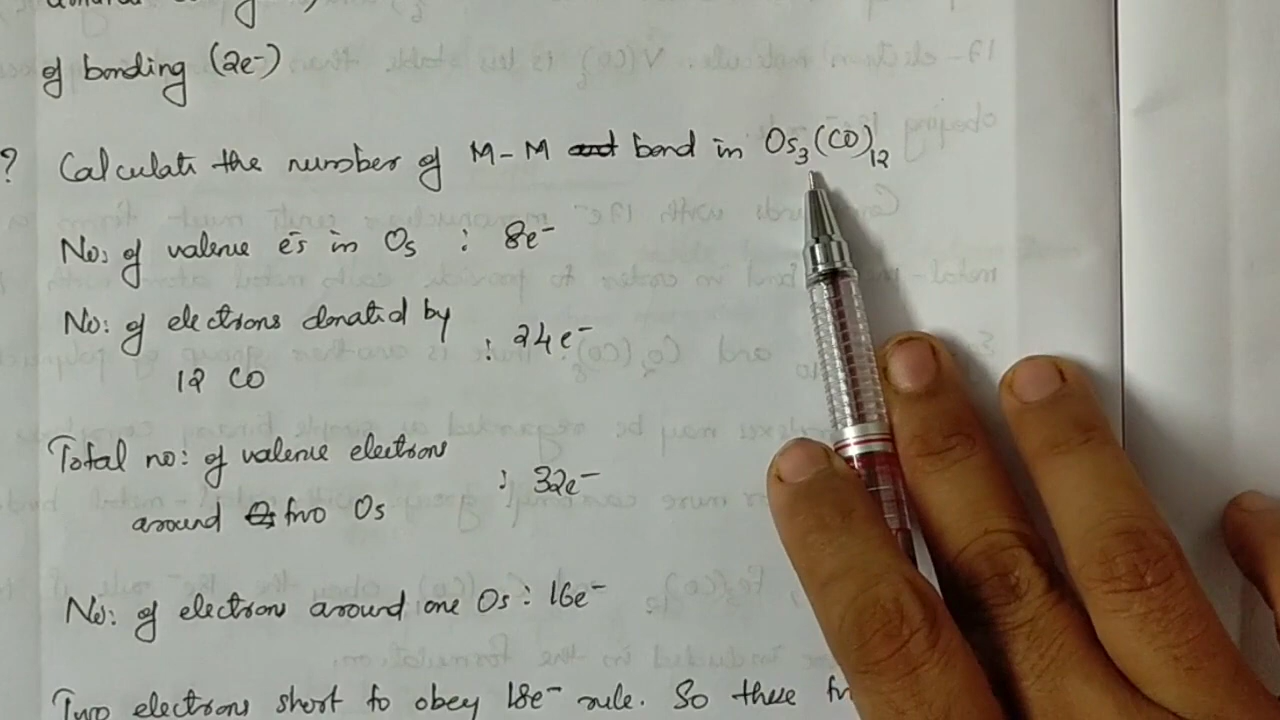 of bonding (2e⁻)
? Calculate the number of M-M bond in Os₃(CO)₁₂
No: of valence e⁻s in Os : 8e⁻
No: of electrons donated by : 24e⁻
12 CO
Total no: of valence electrons : 32e⁻
around two Os
No: of electron around one Os : 16e⁻
Two electrons short to obey 18e⁻ rule. So these